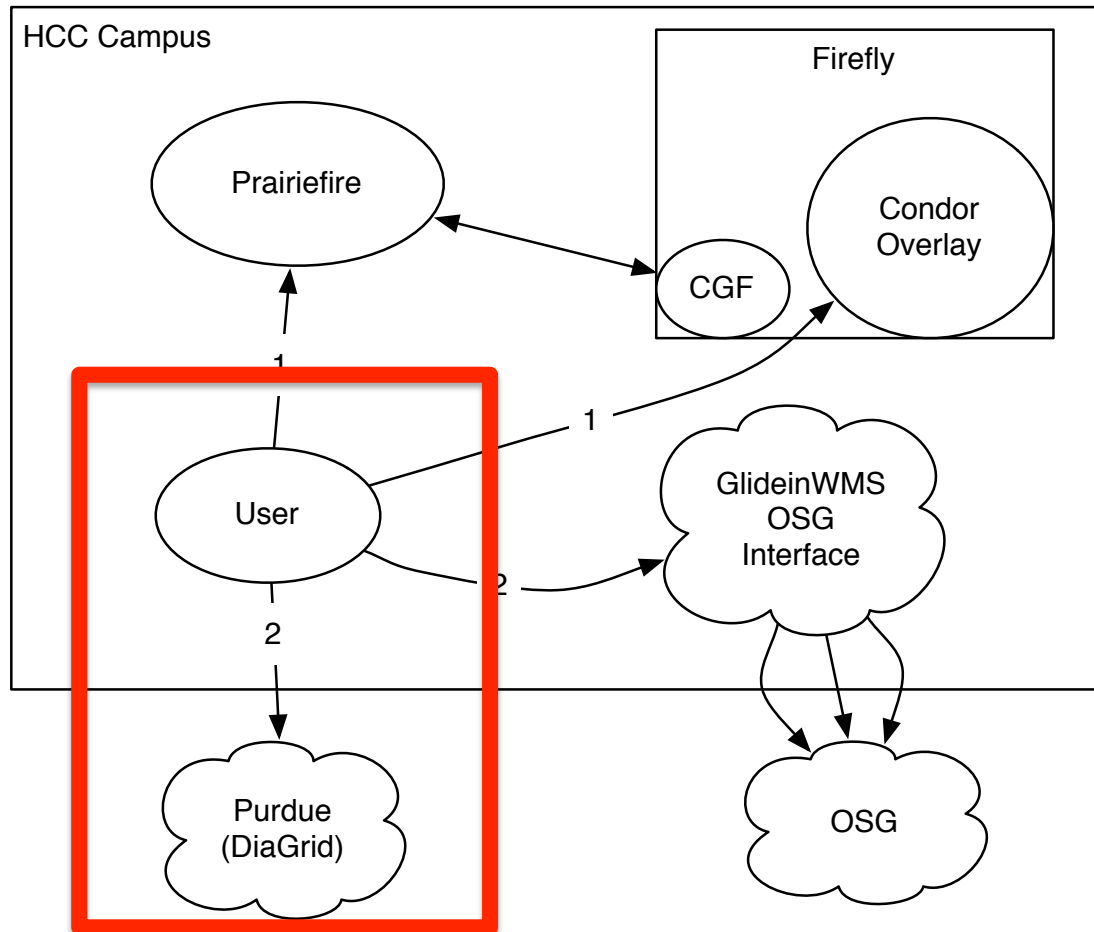 HCC Campus
Firefly
Prairiefire
Condor
Overlay
CGF
1
1
User
GlideinWMS
OSG
Interface
2
2
Purdue
(DiaGrid)
OSG